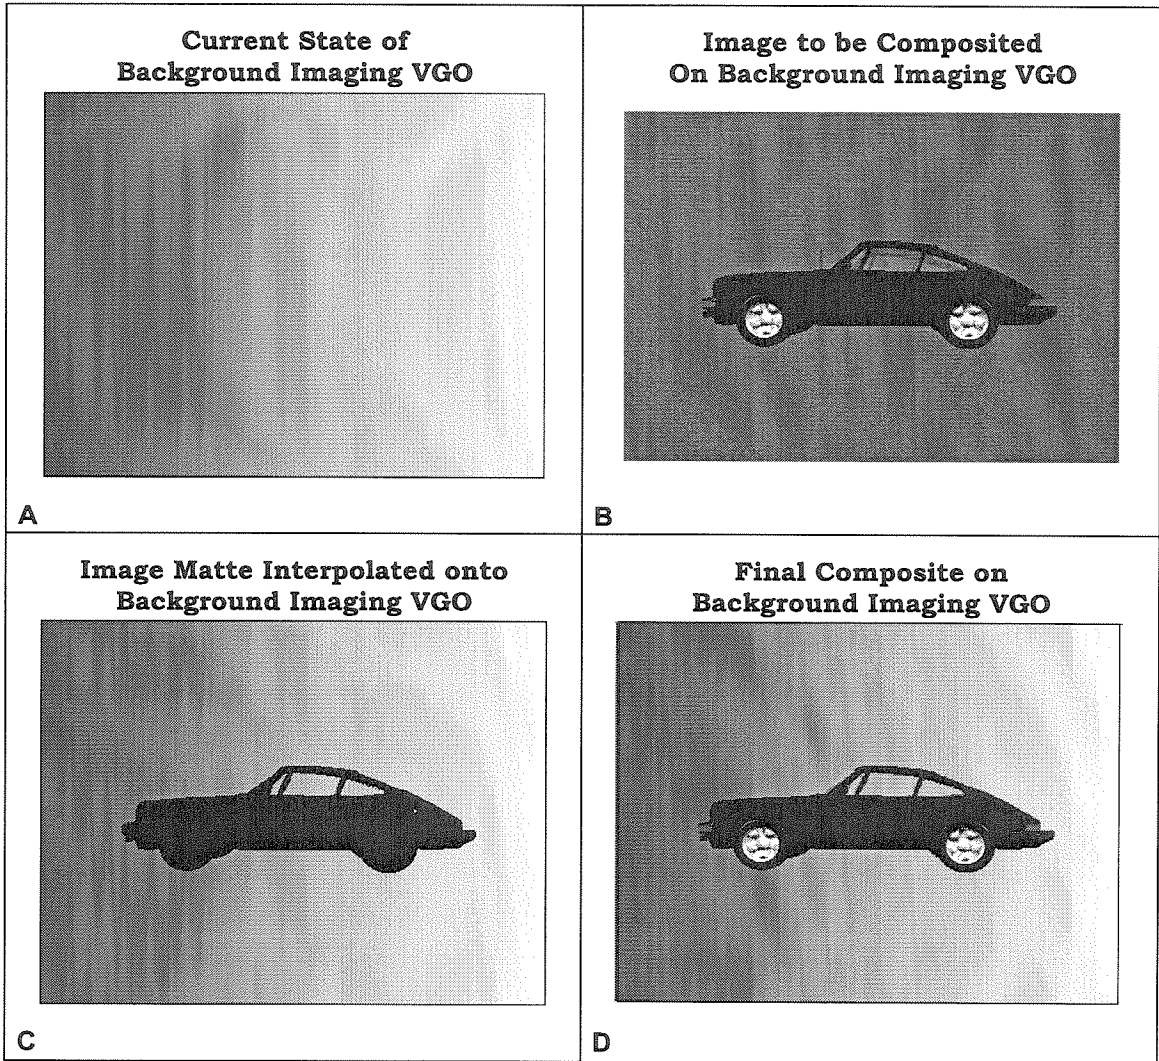 Current State of
Background Imaging VGO
A
Image to be Composited
On Background Imaging VGO
B
Image Matte Interpolated onto
Background Imaging VGO
C
Final Composite on
Background Imaging VGO
D